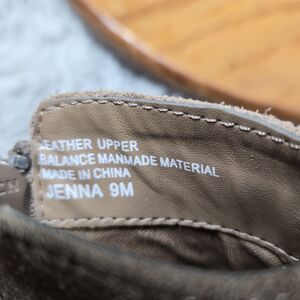 LEATHER UPPER
BALANCE MANMADE MATERIAL
MADE IN CHINA
JENNA 9M